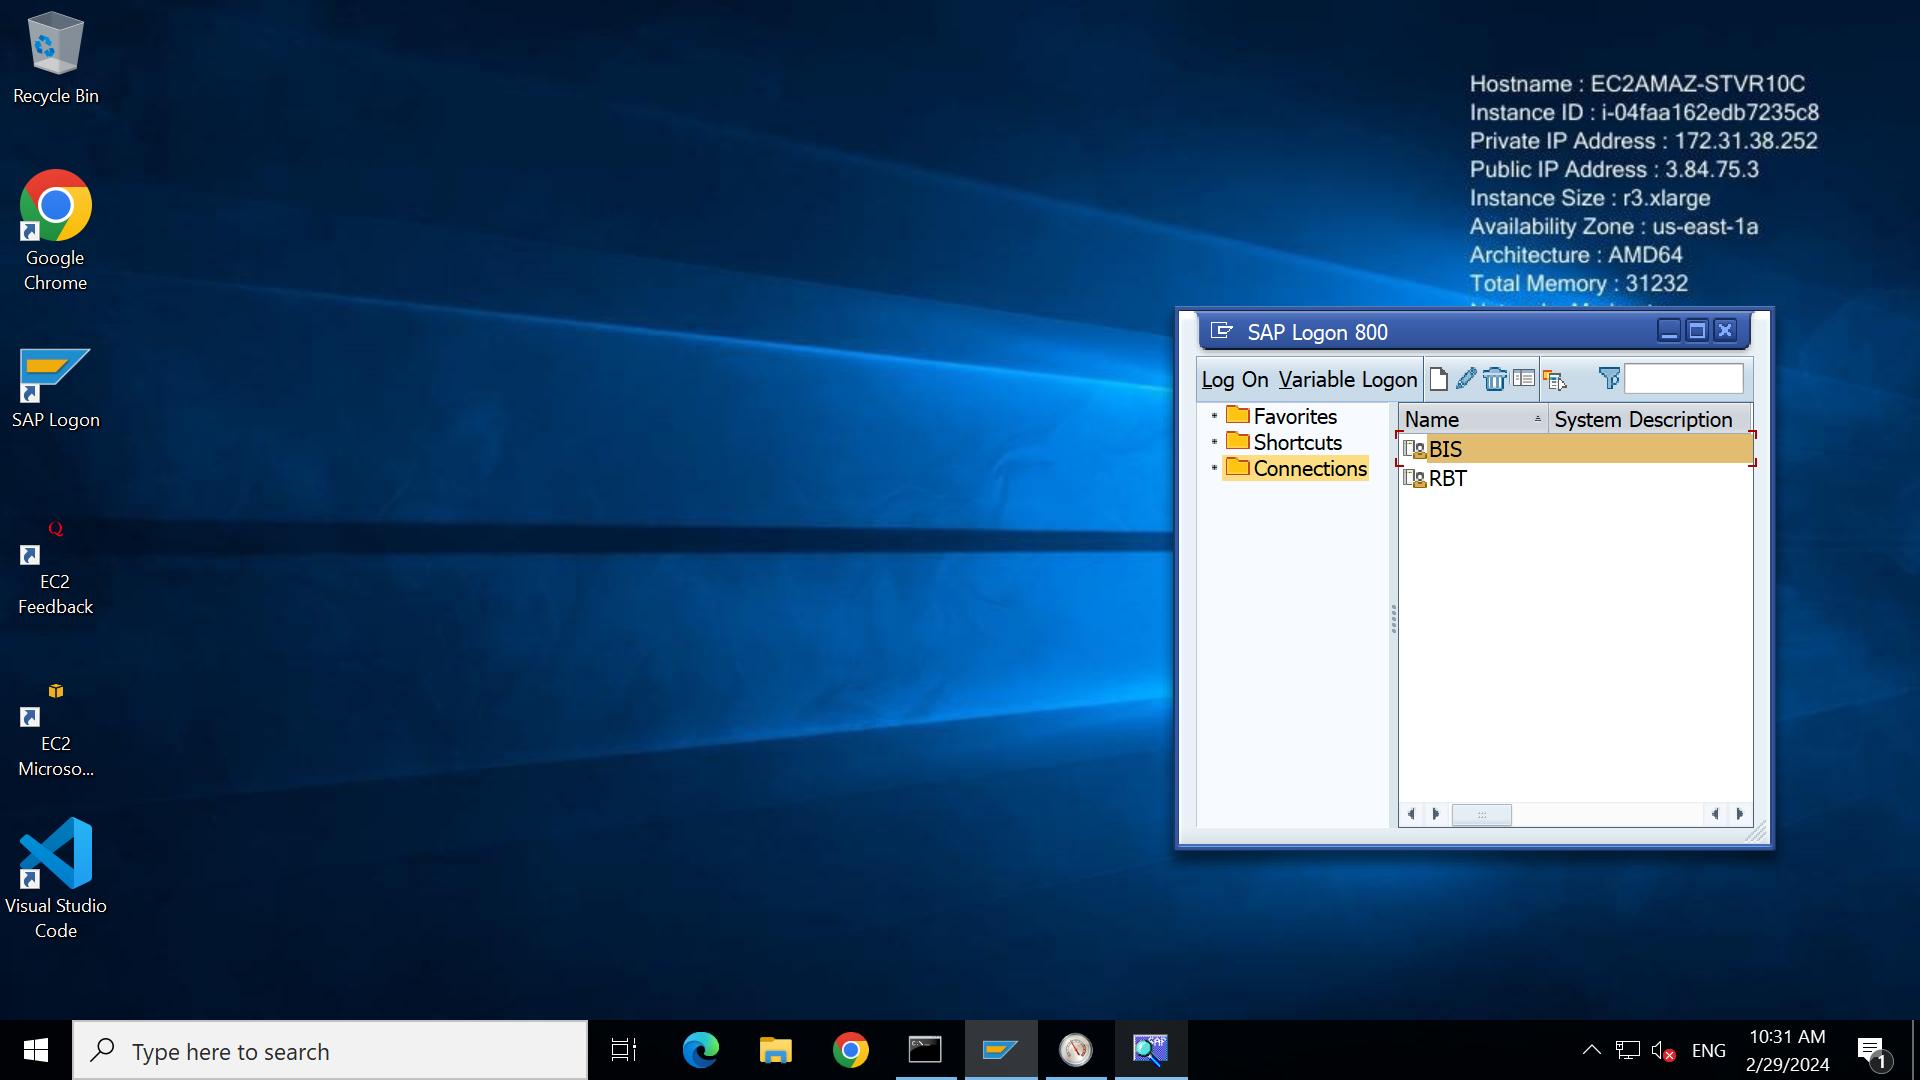 Recycle Bin
Google
Chrome
SAP Logon
EC2
Feedback
EC2
Microso...
Visual Studio
Code
Hostname : EC2AMAZ-STVR10C
Instance ID : i-04faa162edb7235c8
Private IP Address : 172.31.38.252
Public IP Address : 3.84.75.3
Instance Size : r3.xlarge
Availability Zone : us-east-1a
Architecture : AMD64
Total Memory : 31232
SAP Logon 800
Log On Variable Logon
Favorites
Shortcuts
Connections
Name System Description
BIS
RBT
Type here to search
ENG
10:31 AM
2/29/2024
1